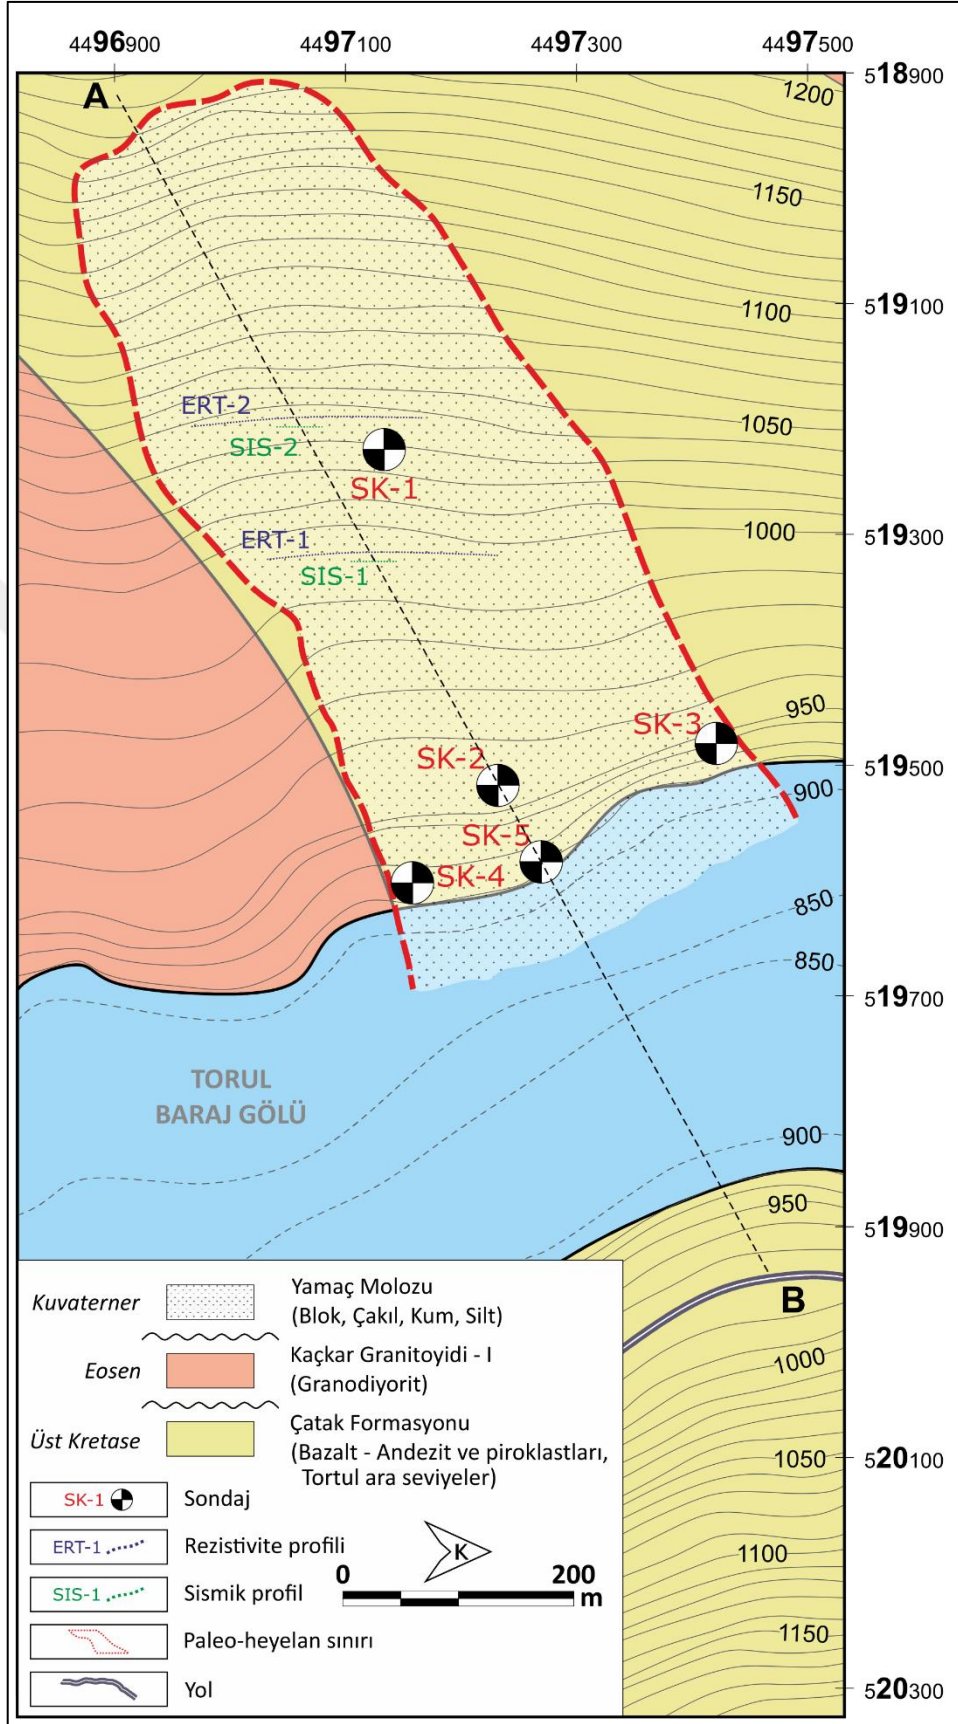 4496900 4497100 4497300 4497500
518900
A
1200
1150
519100
1100
ERT-2
1050
SIS-2
SK-1
1000
519300
ERT-1
SIS-1
950
SK-3
SK-2
519500
900
SK-5
SK-4
850
850
519700
TORUL
BARAJ GÖLÜ
900
950
519900
B
Kuvaterner
Yamaç Molozu
(Blok, Çakıl, Kum, Silt)
Eosen
Kaçkar Granitoyidi - I
(Granodiyorit)
Üst Kretase
Çatak Formasyonu
(Bazalt - Andezit ve piroklastları,
Tortul ara seviyeler)
1000
1050
520100
SK-1 Sondaj
ERT-1 Rezistivite profili
K
1100
SIS-1 Sismik profil
0 200
m
Paleo-heyelan sınırı
1150
Yol
520300